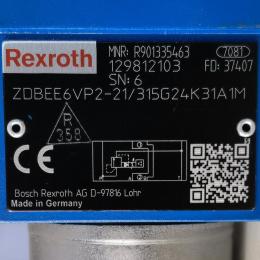 Rexroth
MNR: R901335463
7081
129812103
FD: 37407
SN: 6
ZDBEE6VP2-21/315G24K31A1M
R
358
CE
Bosch Rexroth AG D-97816 Lohr
Made in Germany